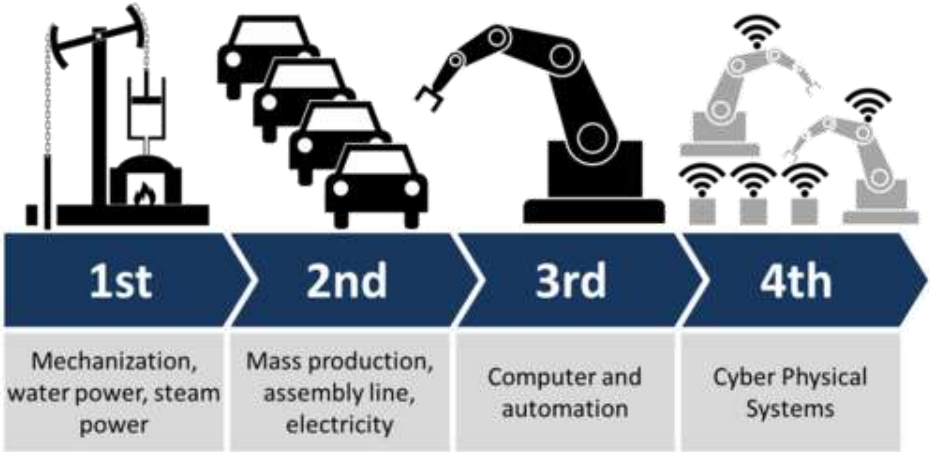 1st
2nd
3rd
4th
Mechanization,
water power, steam
power
Mass production,
assembly line,
electricity
Computer and
automation
Cyber Physical
Systems